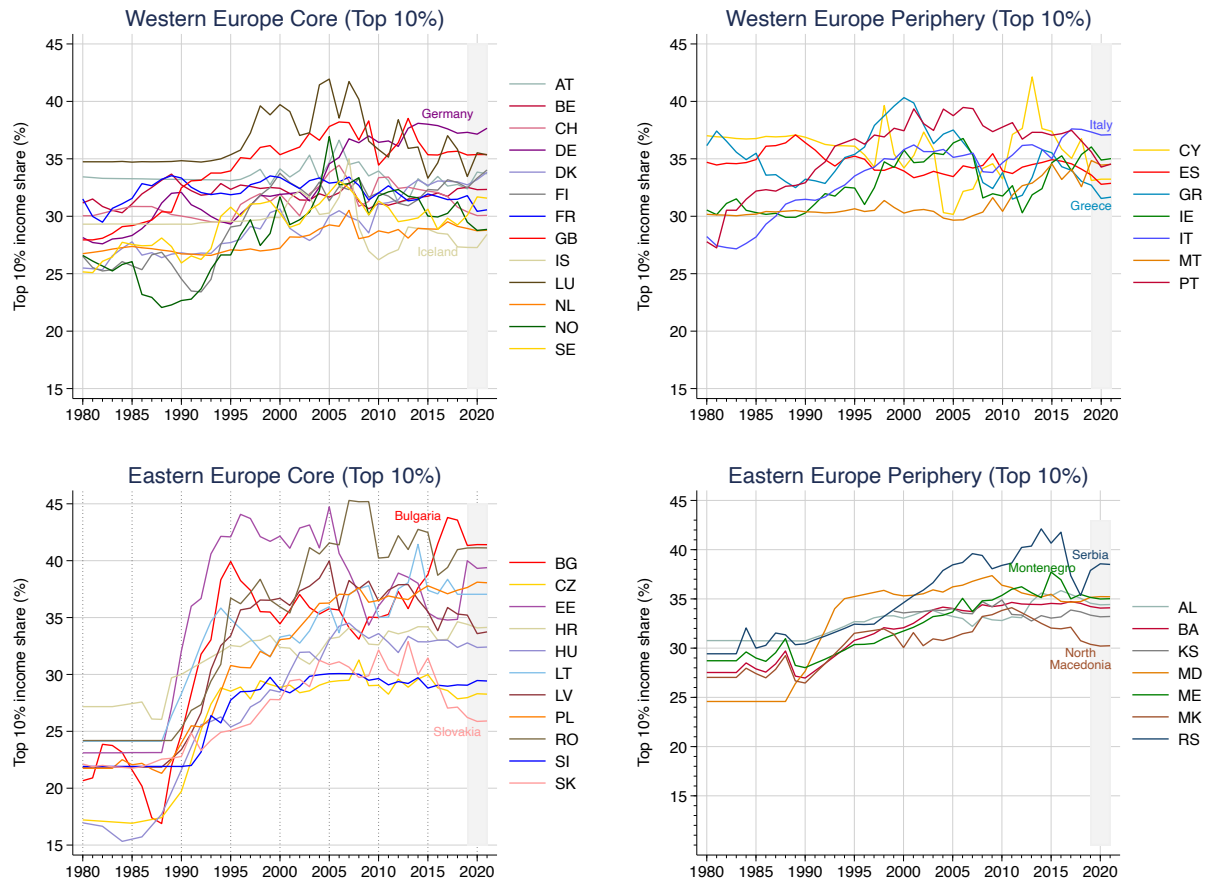 Western Europe Core (Top 10%)
Top 10% income share (%)
45
40
35
30
25
20
15
1980 1985 1990 1995 2000 2005 2010 2015 2020
Germany
Iceland
AT
BE
CH
DE
DK
FI
FR
GB
IS
LU
NL
NO
SE
Western Europe Periphery (Top 10%)
Top 10% income share (%)
45
40
35
30
25
20
15
1980 1985 1990 1995 2000 2005 2010 2015 2020
Italy
Greece
CY
ES
GR
IE
IT
MT
PT
Eastern Europe Core (Top 10%)
Top 10% income share (%)
45
40
35
30
25
20
15
1980 1985 1990 1995 2000 2005 2010 2015 2020
Bulgaria
Slovakia
BG
CZ
EE
HR
HU
LT
LV
PL
RO
SI
SK
Eastern Europe Periphery (Top 10%)
Top 10% income share (%)
45
40
35
30
25
20
15
1980 1985 1990 1995 2000 2005 2010 2015 2020
Serbia
Montenegro
North
Macedonia
AL
BA
KS
MD
ME
MK
RS